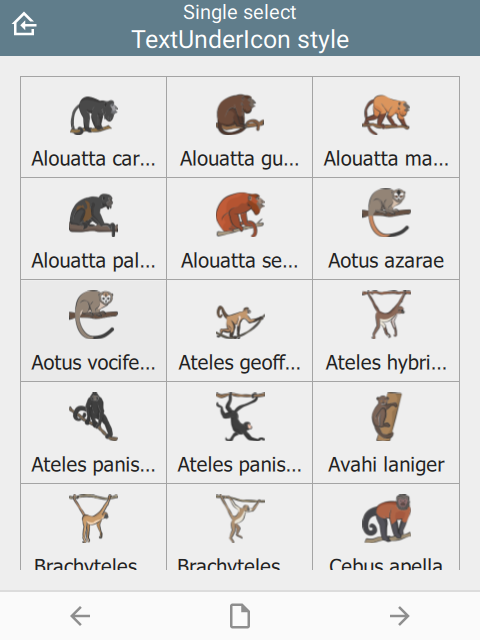 Single select
TextUnderIcon style
Alouatta car...
Alouatta gu...
Alouatta ma...
Alouatta pal...
Alouatta se...
Aotus azarae
Aotus vocife...
Ateles geoff...
Ateles hybri...
Ateles panis...
Ateles panis...
Avahi laniger
Brachyteles
Brachyteles
Cebus apella